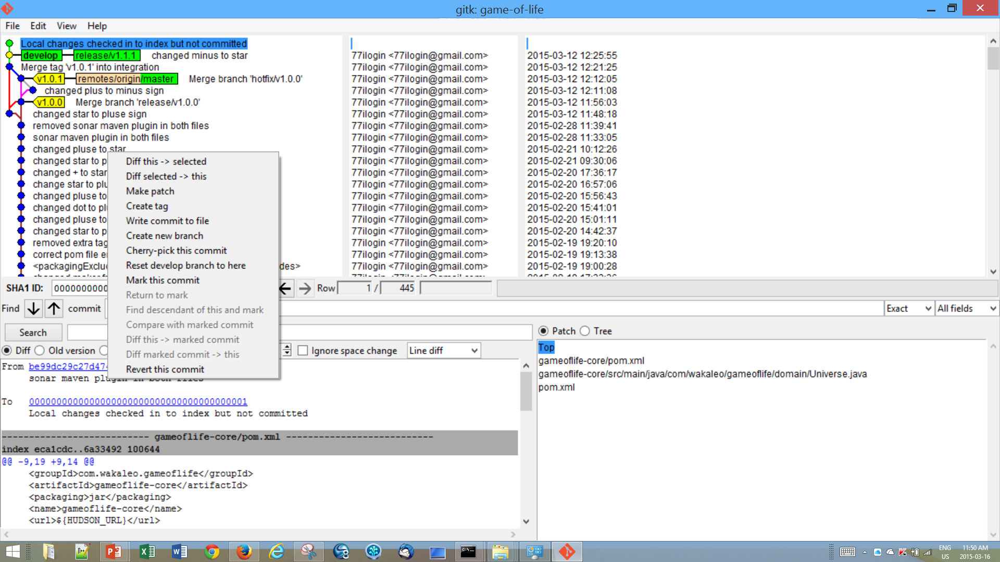 gitk: game-of-life
File Edit View Help
Local changes checked in to index but not committed
develop release/v1.1.1 changed minus to star 77ilogin <77ilogin@gmail.com> 2015-03-12 12:25:55
Merge tag 'v1.0.1' into integration 77ilogin <77ilogin@gmail.com> 2015-03-12 12:21:25
v1.0.1 remotes/origin/master Merge branch 'hotfix/v1.0.0' 77ilogin <77ilogin@gmail.com> 2015-03-12 12:12:05
changed plus to minus sign 77ilogin <77ilogin@gmail.com> 2015-03-12 12:11:08
v1.0.0 Merge branch 'release/v1.0.0' 77ilogin <77ilogin@gmail.com> 2015-03-12 11:56:03
changed star to pluse sign 77ilogin <77ilogin@gmail.com> 2015-03-12 11:48:18
removed sonar maven plugin in both files 77ilogin <77ilogin@gmail.com> 2015-02-28 11:39:41
sonar maven plugin in both files 77ilogin <77ilogin@gmail.com> 2015-02-28 11:33:05
changed pluse to star 77ilogin <77ilogin@gmail.com> 2015-02-21 10:12:26
changed star to p 77ilogin <77ilogin@gmail.com> 2015-02-21 09:30:06
changed + to star 77ilogin <77ilogin@gmail.com> 2015-02-20 17:36:17
change star to plu 77ilogin <77ilogin@gmail.com> 2015-02-20 16:57:06
changed pluse to 77ilogin <77ilogin@gmail.com> 2015-02-20 15:56:43
changed dot to pl 77ilogin <77ilogin@gmail.com> 2015-02-20 15:41:01
changed pluse to 77ilogin <77ilogin@gmail.com> 2015-02-20 15:01:11
changed star to p 77ilogin <77ilogin@gmail.com> 2015-02-20 14:42:37
removed extra tag 77ilogin <77ilogin@gmail.com> 2015-02-19 19:20:10
correct pom file e 77ilogin <77ilogin@gmail.com> 2015-02-19 19:13:38
<packagingExclu des> 77ilogin <77ilogin@gmail.com> 2015-02-19 19:00:28
Diff this -> selected
Diff selected -> this
Make patch
Create tag
Write commit to file
Create new branch
Cherry-pick this commit
Reset develop branch to here
Mark this commit
Return to mark
Find descendant of this and mark
Compare with marked commit
Diff this -> marked commit
Diff marked commit -> this
Revert this commit
SHA1 ID: 0000000000 Row 1 / 445
Find commit Exact All fields
Search
Diff Old version Ignore space change Line diff
Patch Tree
From be99dc29c27d47
sonar maven plugin in both files
To 0000000000000000000000000000000000000001
Local changes checked in to index but not committed
--------------------------- gameoflife-core/pom.xml ---------------------------
index eca1cdc..6a33492 100644
@@ -9,19 +9,14 @@
<groupId>com.wakaleo.gameoflife</groupId>
<artifactId>gameoflife-core</artifactId>
<packaging>jar</packaging>
<name>gameoflife-core</name>
<url>${HUDSON_URL}</url>
Top
gameoflife-core/pom.xml
gameoflife-core/src/main/java/com/wakaleo/gameoflife/domain/Universe.java
pom.xml
ENG 11:50 AM
US 2015-03-16